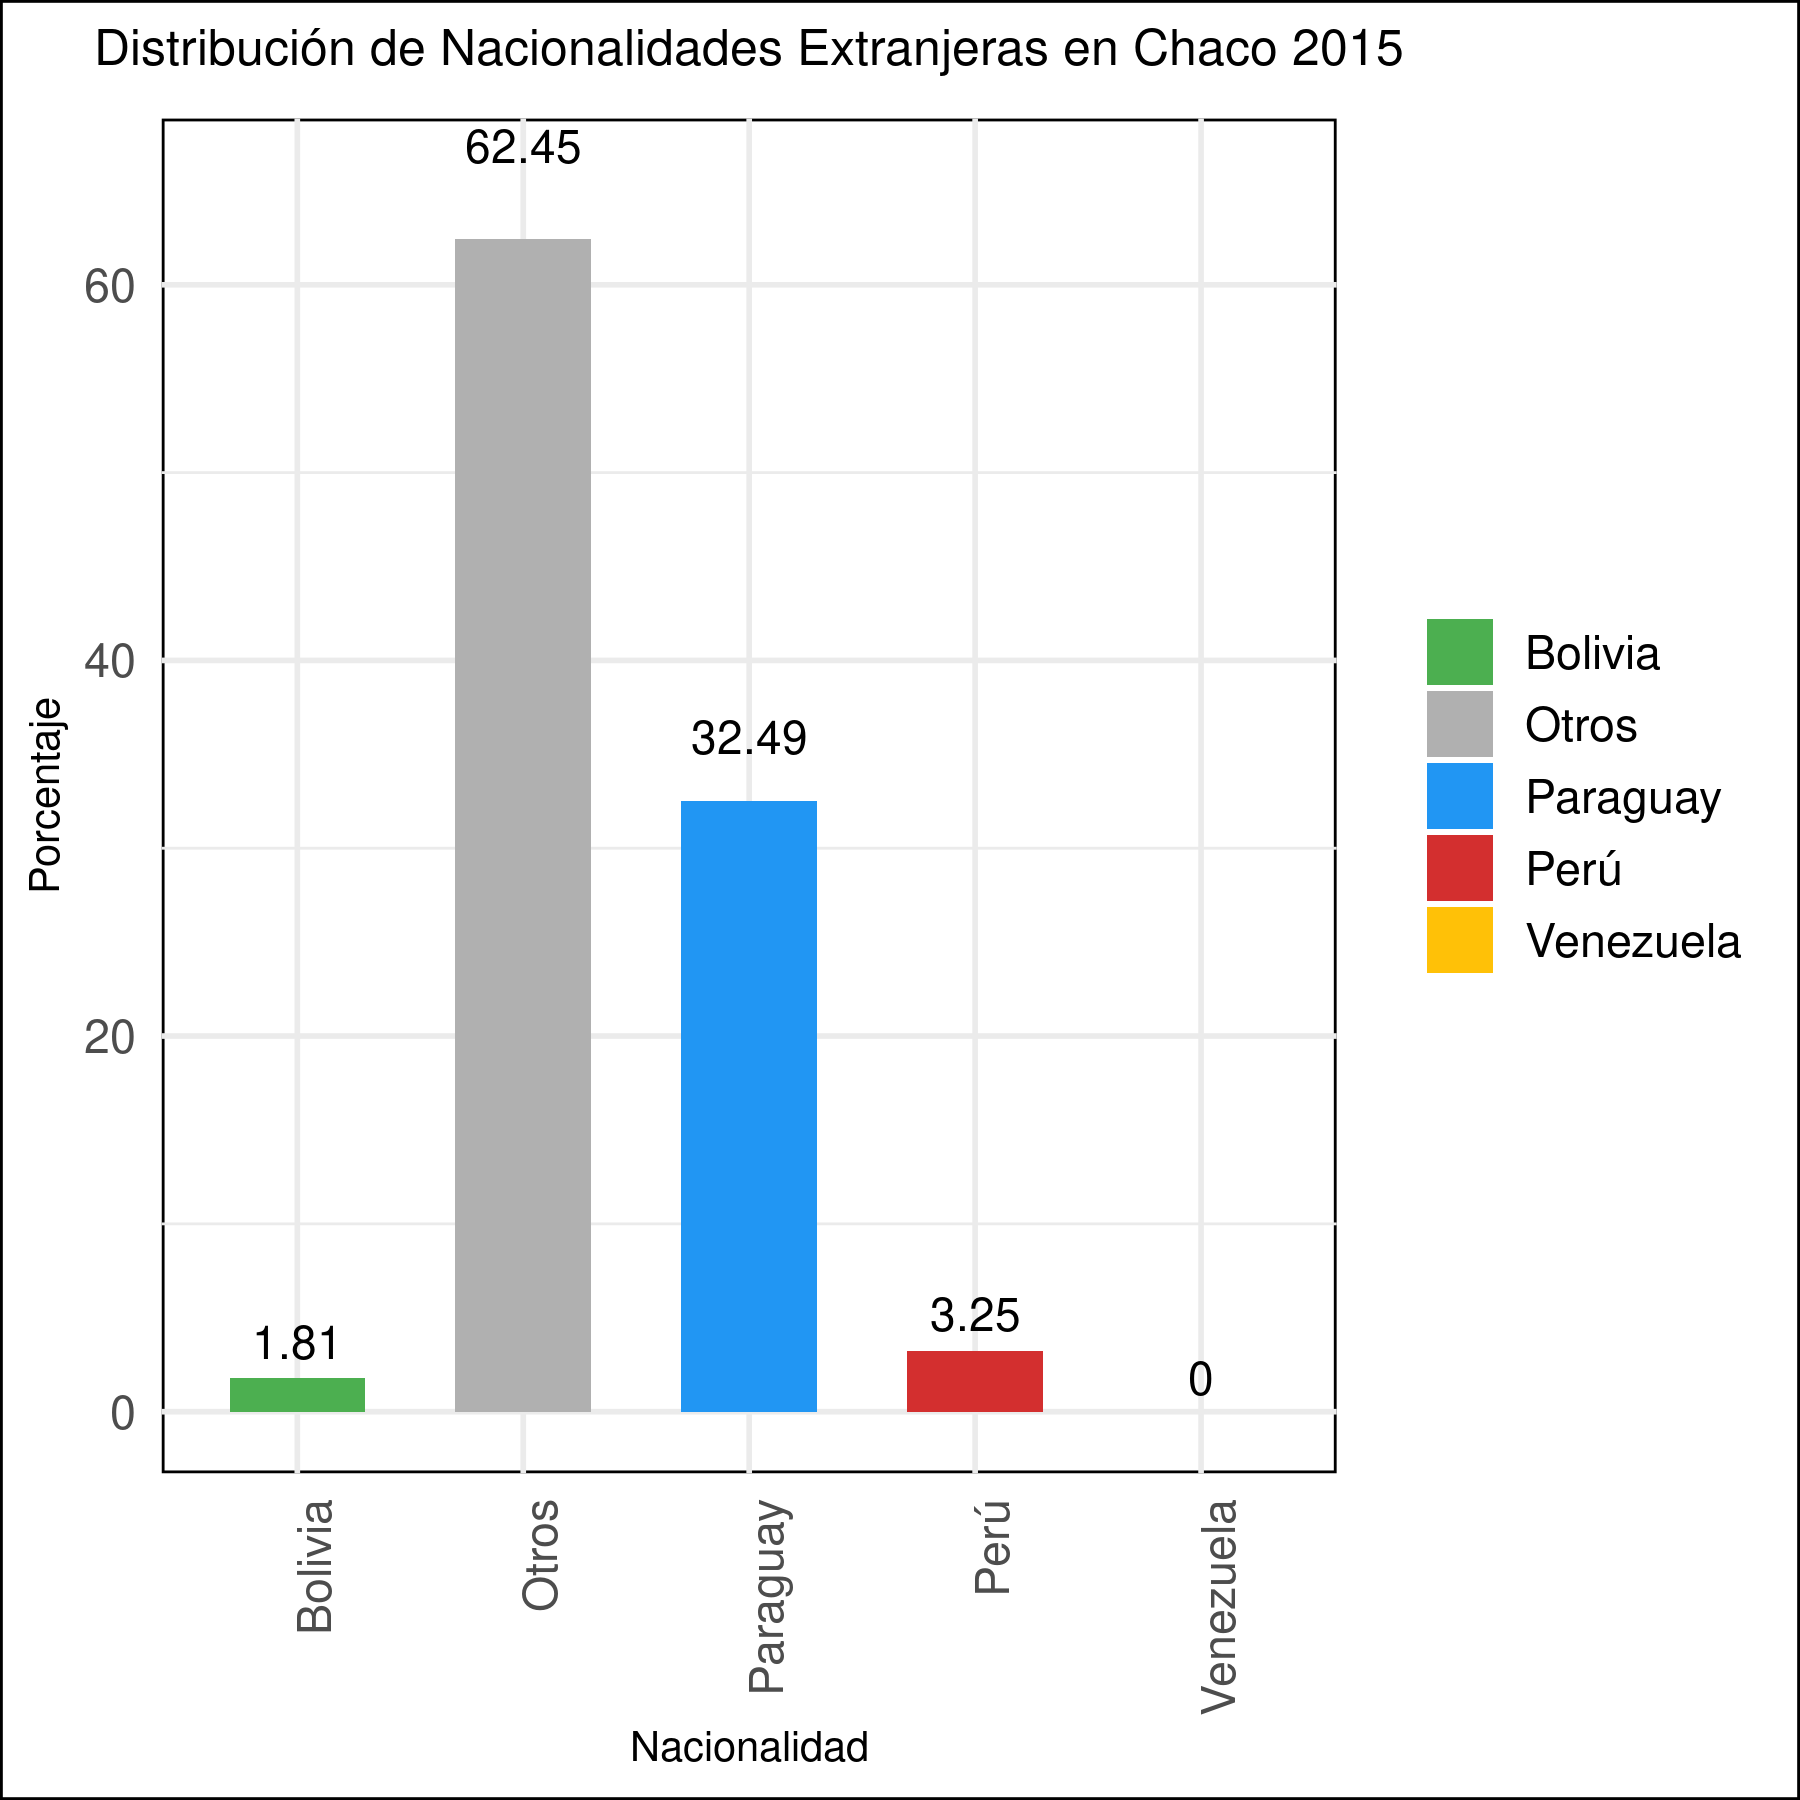 Distribución de Nacionalidades Extranjeras en Chaco 2015
62.45
60
40
32.49
20
3.25
1.81
0
0
Porcentaje
Bolivia
Otros
Paraguay
Perú
Venezuela
Nacionalidad
Bolivia
Otros
Paraguay
Perú
Venezuela